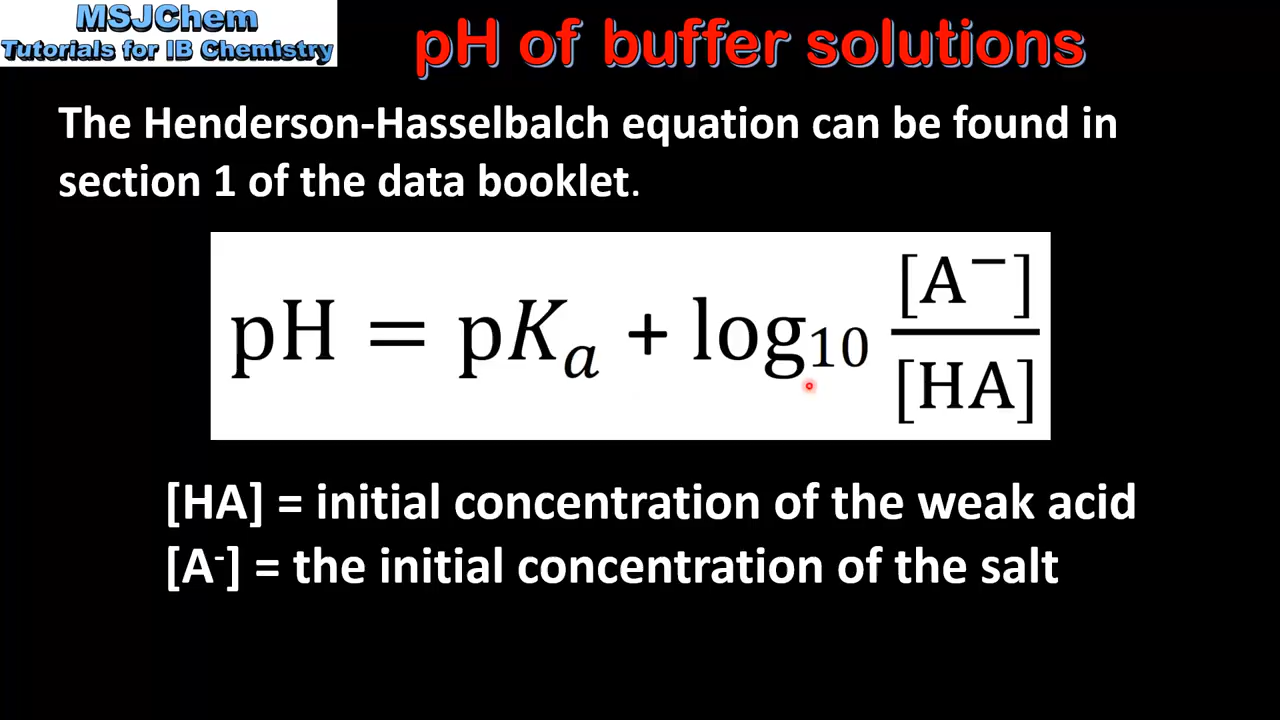 MSJChem
Tutorials for IB Chemistry
pH of buffer solutions
The Henderson-Hasselbalch equation can be found in
section 1 of the data booklet.
pH = pKₐ + log₁₀ [A⁻]/[HA]
[HA] = initial concentration of the weak acid
[A⁻] = the initial concentration of the salt